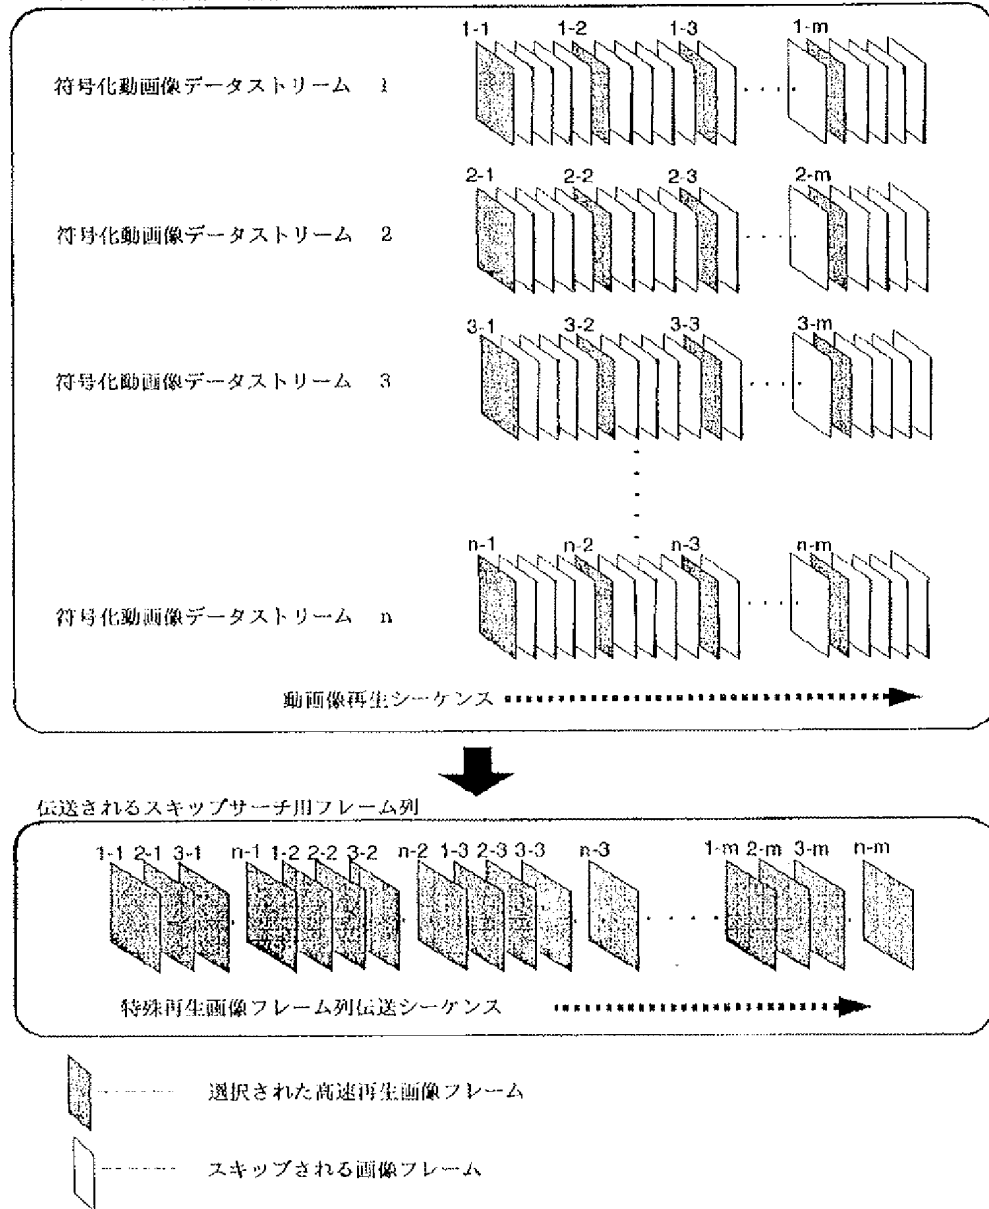 1-1 1-2 1-3 1-m
符号化動画像データストリーム 1
2-1 2-2 2-3 2-m
符号化動画像データストリーム 2
3-1 3-2 3-3 3-m
符号化動画像データストリーム 3
n-1 n-2 n-3 n-m
符号化動画像データストリーム n
動画像再生シーケンス
伝送されるスキップサーチ用フレーム列
1-1 2-1 3-1 n-1 1-2 2-2 3-2 n-2 1-3 2-3 3-3 n-3 1-m 2-m 3-m n-m
特殊再生画像フレーム列伝送シーケンス
選択された高速再生画像フレーム
スキップされる画像フレーム